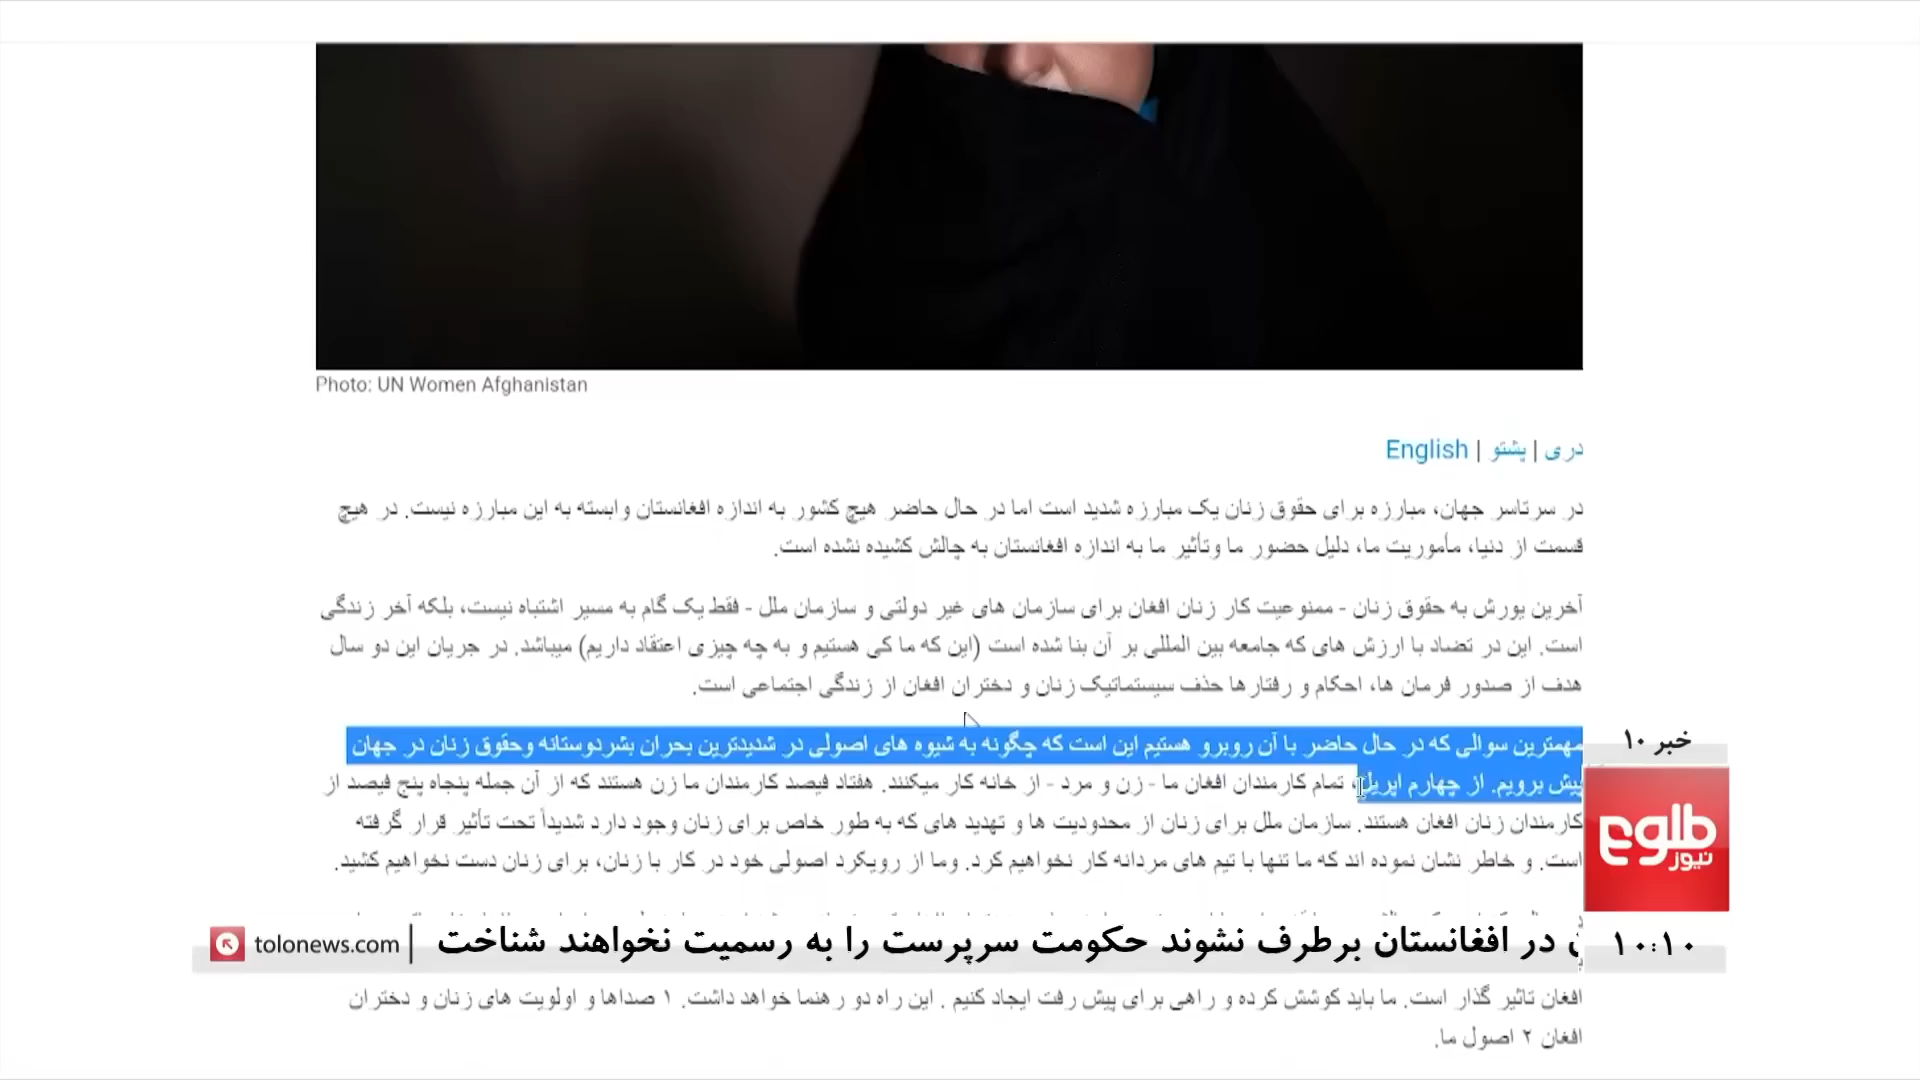 Photo: UN Women Afghanistan
دری | پشتو | English
در سرتاسر جهان، مبارزه برای حقوق زنان یک مبارزه شدید است اما در حال حاضر هیچ کشور به اندازه افغانستان وابسته به این مبارزه نیست. در هیچ
قسمت از دنیا، مأموریت ما، دلیل حضور ما وتأثیر ما به اندازه افغانستان به چالش کشیده نشده است.
آخرین یورش به حقوق زنان - ممنوعیت کار زنان افغان برای سازمان های غیر دولتی و سازمان ملل - فقط یک گام به مسیر اشتباه نیست، بلکه آخر زندگی
است. این در تضاد با ارزش های که جامعه بین المللی بر آن بنا شده است (این که ما کی هستیم و به چه چیزی اعتقاد داریم) میباشد. در جریان این دو سال
هدف از صدور فرمان ها، احکام و رفتارها حذف سیستماتیک زنان و دختران افغان از زندگی اجتماعی است.
مهمترین سوالی که در حال حاضر با آن روبرو هستیم این است که چگونه به شیوه های اصولی در شدیدترین بحران بشردوستانه وحقوق زنان در جهان
پیش برویم. از چهارم اپریل، تمام کارمندان افغان ما - زن و مرد - از خانه کار میکنند. هفتاد فیصد کارمندان ما زن هستند که از آن جمله پنجاه پنج فیصد از
کارمندان زنان افغان هستند. سازمان ملل برای زنان از محدودیت ها و تهدید های که به طور خاص برای زنان وجود دارد شدیداً تحت تأثیر قرار گرفته
است. و خاطر نشان نموده اند که ما تنها با تیم های مردانه کار نخواهیم کرد. وما از رویکرد اصولی خود در کار با زنان، برای زنان دست نخواهیم کشید.
خبر ۱۰
طلوع
نیوز
۱۰:۱۰
در افغانستان برطرف نشوند حکومت سرپرست را به رسمیت نخواهند شناخت
tolonews.com
افغان تاثیر گذار است. ما باید کوشش کرده و راهی برای پیش رفت ایجاد کنیم . این راه دو رهنما خواهد داشت. ۱ صداها و اولویت های زنان و دختران
افغان ۲ اصول ما.